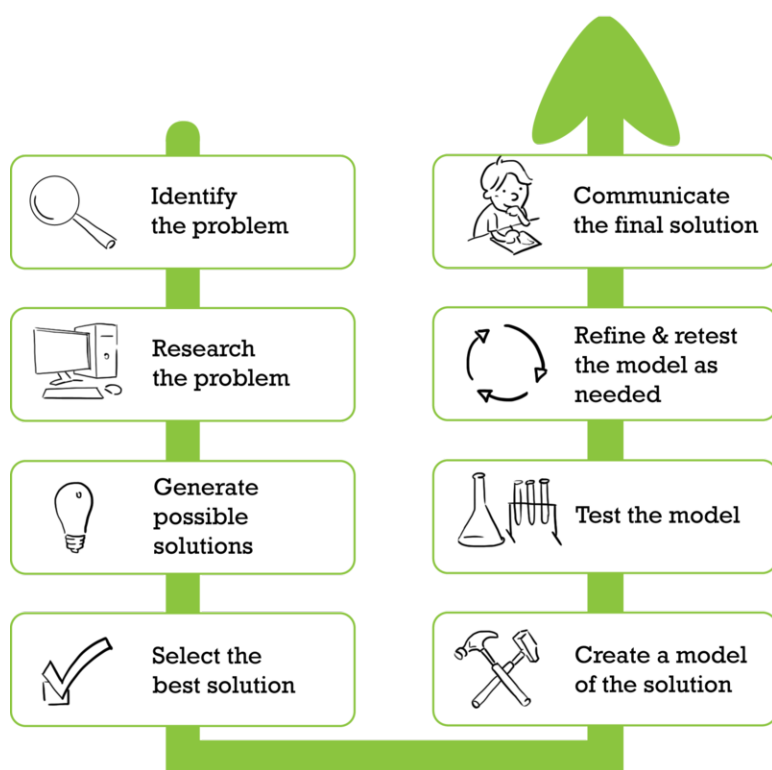 Identify
the problem
Research
the problem
Generate
possible
solutions
Select the
best solution
Create a model
of the solution
Test the model
Refine & retest
the model as
needed
Communicate
the final solution